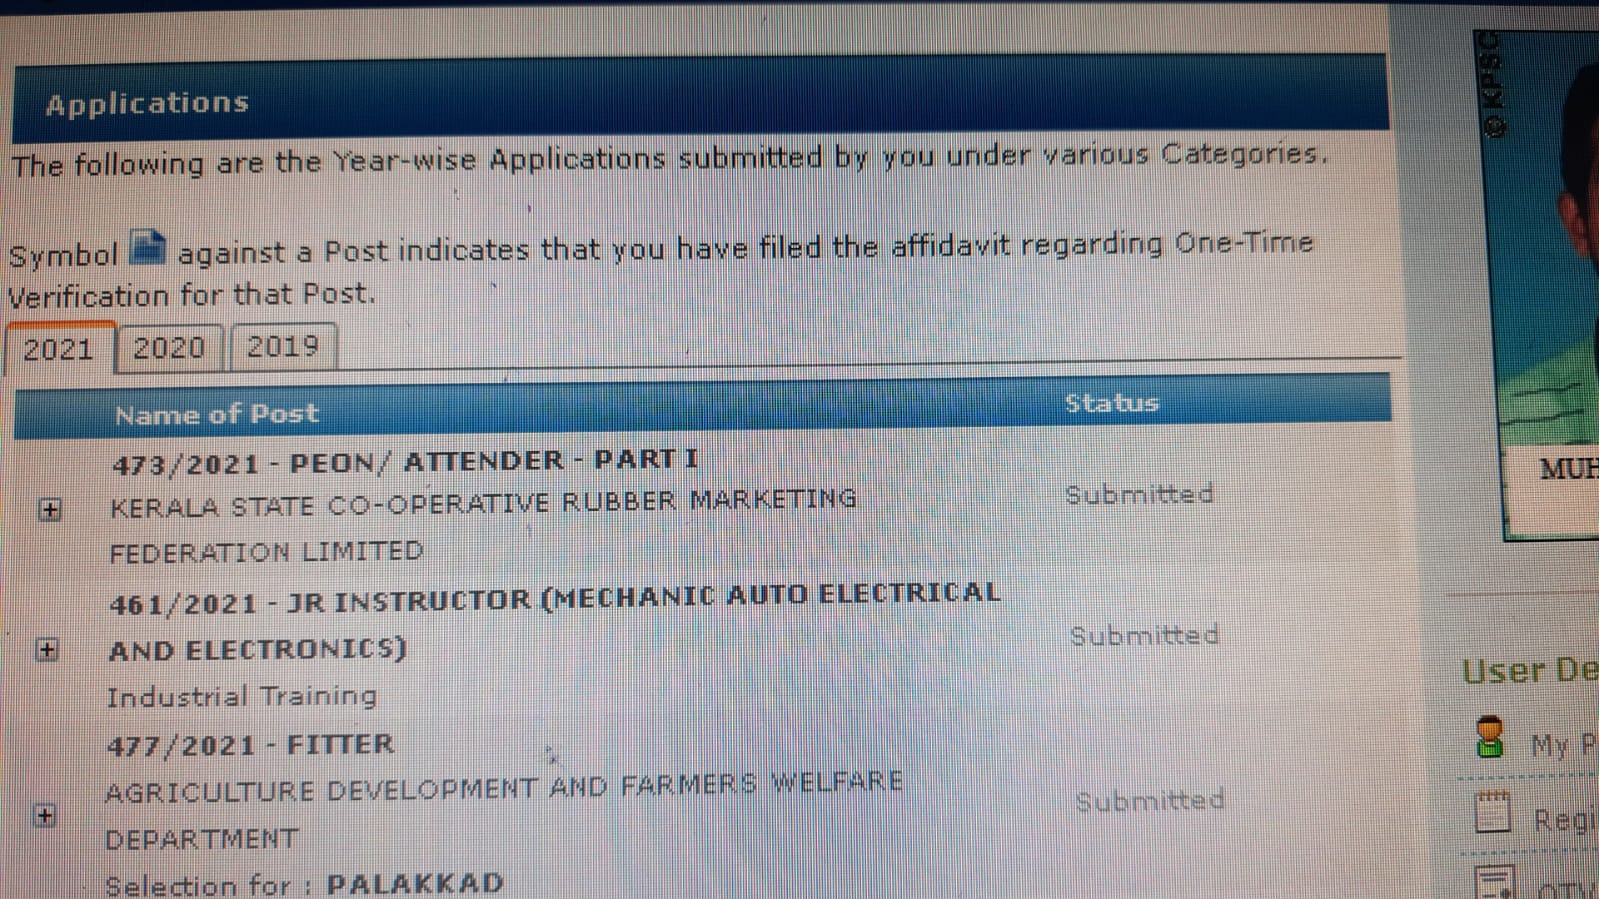 Applications
The following are the Year-wise Applications submitted by you under various Categories.
Symbol against a Post indicates that you have filed the affidavit regarding One-Time
Verification for that Post.
2021 2020 2019
Name of Post Status
473/2021 - PEON/ ATTENDER - PART I
KERALA STATE CO-OPERATIVE RUBBER MARKETING
FEDERATION LIMITED
Submitted
461/2021 - JR INSTRUCTOR (MECHANIC AUTO ELECTRICAL
AND ELECTRONICS)
Industrial Training
Submitted
477/2021 - FITTER
AGRICULTURE DEVELOPMENT AND FARMERS WELFARE
DEPARTMENT
Submitted
Selection for : PALAKKAD
© KPSC
MUH
User De
My P
Regi